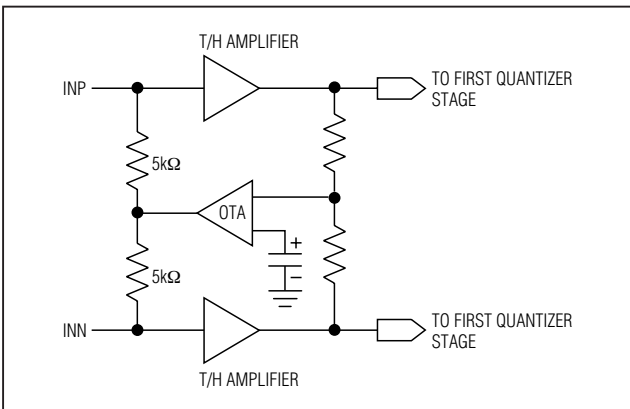 T/H AMPLIFIER
INP
TO FIRST QUANTIZER
STAGE
5kΩ
OTA
+
−
5kΩ
INN
TO FIRST QUANTIZER
STAGE
T/H AMPLIFIER